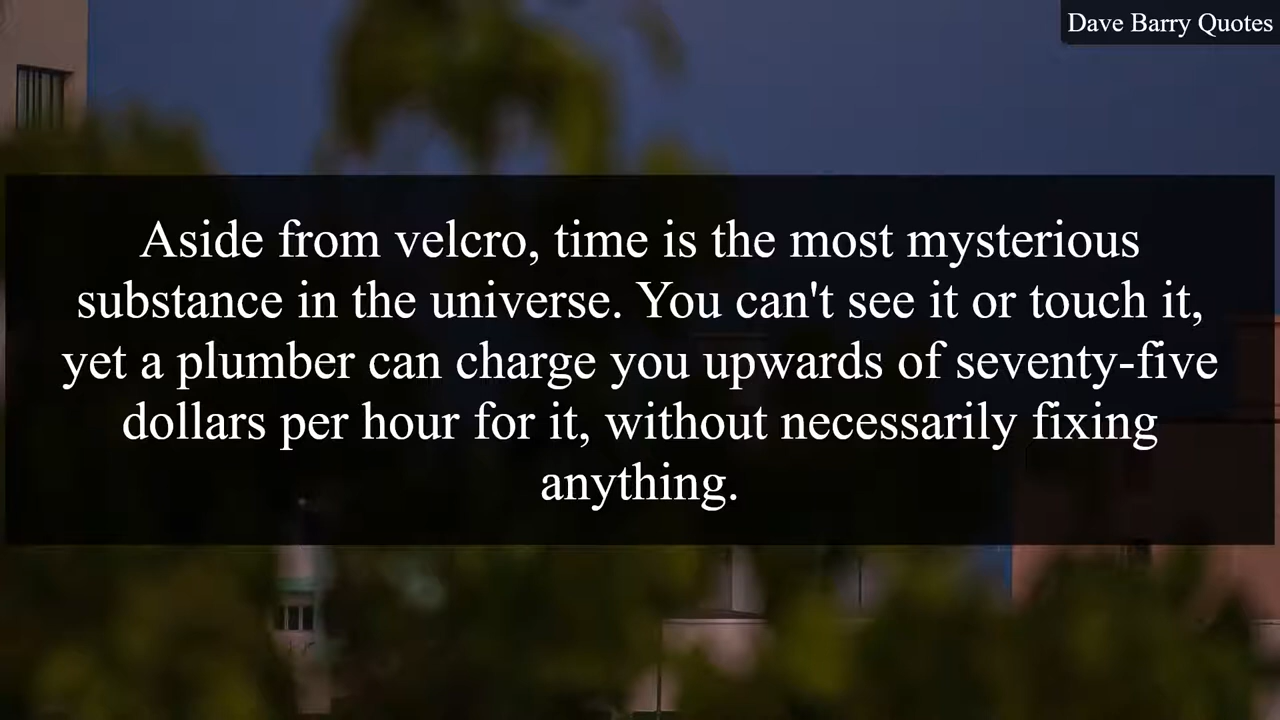 Dave Barry Quotes
Aside from velcro, time is the most mysterious
substance in the universe. You can't see it or touch it,
yet a plumber can charge you upwards of seventy-five
dollars per hour for it, without necessarily fixing
anything.